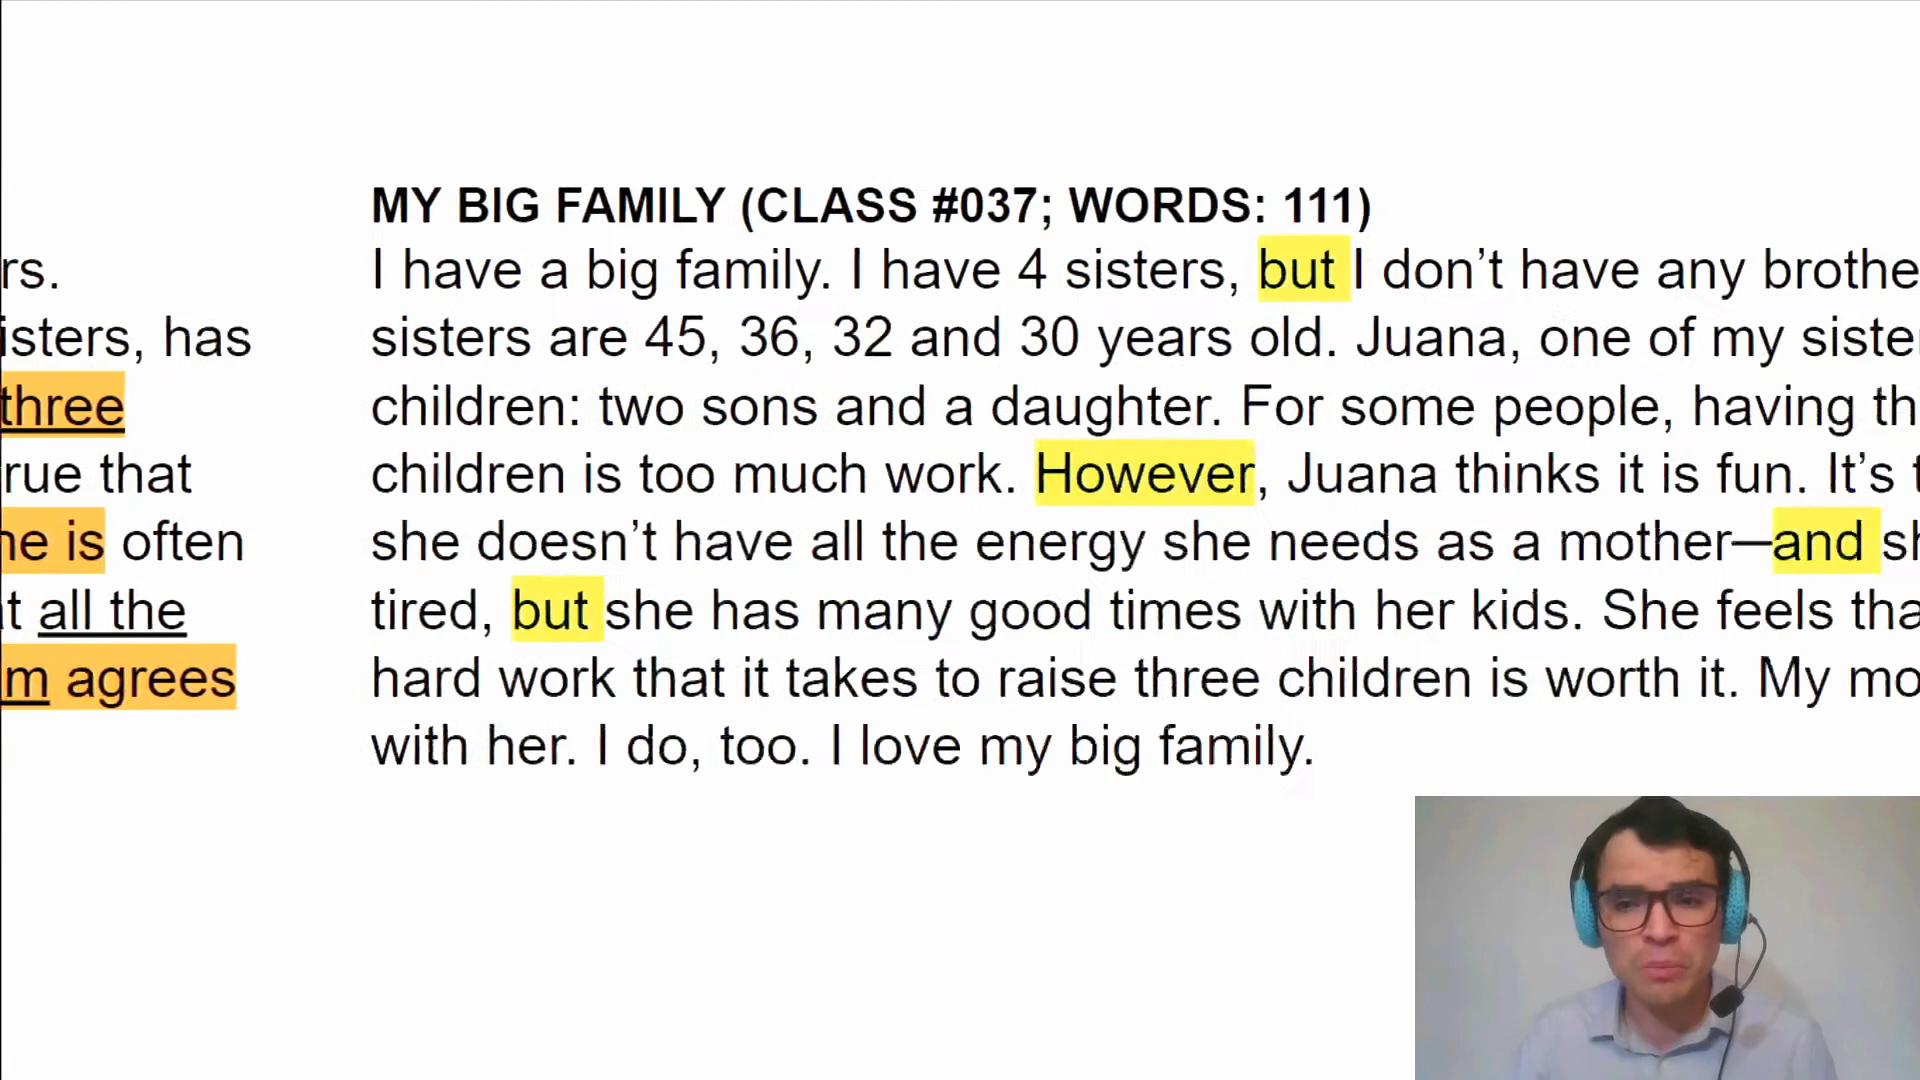 rs.
isters, has
three
rue that
he is often
t all the
m agrees
MY BIG FAMILY (CLASS #037; WORDS: 111)
I have a big family. I have 4 sisters, but I don’t have any brothe
sisters are 45, 36, 32 and 30 years old. Juana, one of my siste
children: two sons and a daughter. For some people, having th
children is too much work. However, Juana thinks it is fun. It’s t
she doesn’t have all the energy she needs as a mother—and sh
tired, but she has many good times with her kids. She feels tha
hard work that it takes to raise three children is worth it. My mo
with her. I do, too. I love my big family.